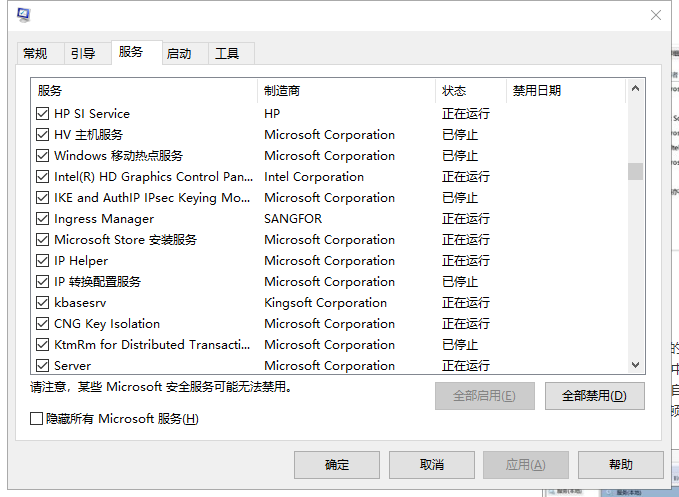 常规 引导 服务 启动 工具
服务 制造商 状态 禁用日期
HP SI Service HP 正在运行
HV 主机服务 Microsoft Corporation 已停止
Windows 移动热点服务 Microsoft Corporation 已停止
Intel(R) HD Graphics Control Pan... Intel Corporation 正在运行
IKE and AuthIP IPsec Keying Mo... Microsoft Corporation 已停止
Ingress Manager SANGFOR 正在运行
Microsoft Store 安装服务 Microsoft Corporation 正在运行
IP Helper Microsoft Corporation 正在运行
IP 转换配置服务 Microsoft Corporation 已停止
kbasesrv Kingsoft Corporation 正在运行
CNG Key Isolation Microsoft Corporation 正在运行
KtmRm for Distributed Transacti... Microsoft Corporation 已停止
Server Microsoft Corporation 正在运行
请注意，某些 Microsoft 安全服务可能无法禁用。
全部启用(E) 全部禁用(D)
隐藏所有 Microsoft 服务(H)
确定 取消 应用(A) 帮助